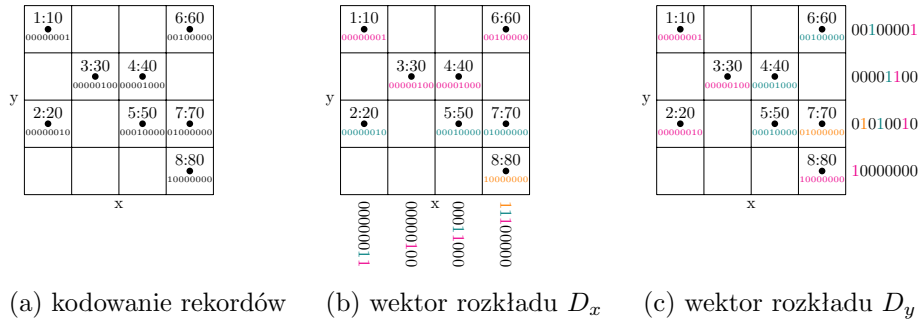 1:10 6:60
00000001 00100000
3:30 4:40
00000100 00001000
y
2:20 5:50 7:70
00000010 00010000 01000000
8:80
10000000
x
(a) kodowanie rekordów
1:10 6:60
00000001 00100000
3:30 4:40
00000100 00001000
y
2:20 5:50 7:70
00000010 00010000 01000000
8:80
10000000
x
00000011 00000100 00011000 11100000
(b) wektor rozkładu Dx
1:10 6:60 00100001
00000001 00100000
3:30 4:40 00001100
00000100 00001000
y
2:20 5:50 7:70 01010010
00000010 00010000 01000000
8:80 10000000
10000000
x
(c) wektor rozkładu Dy